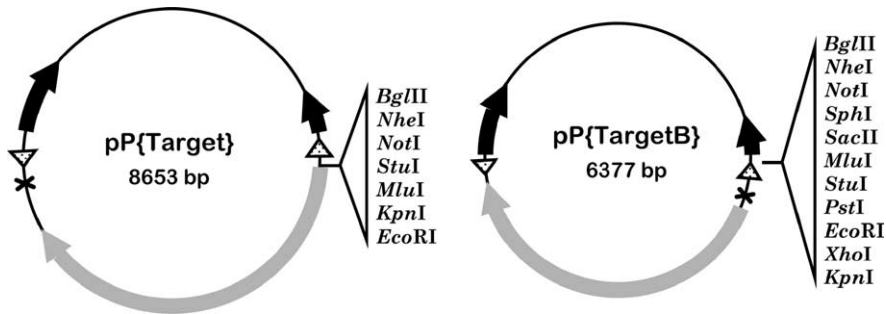 pP{Target}
8653 bp
BglII
NheI
NotI
StuI
MluI
KpnI
EcoRI
pP{TargetB}
6377 bp
BglII
NheI
NotI
SphI
SacII
MluI
StuI
PstI
EcoRI
XhoI
KpnI